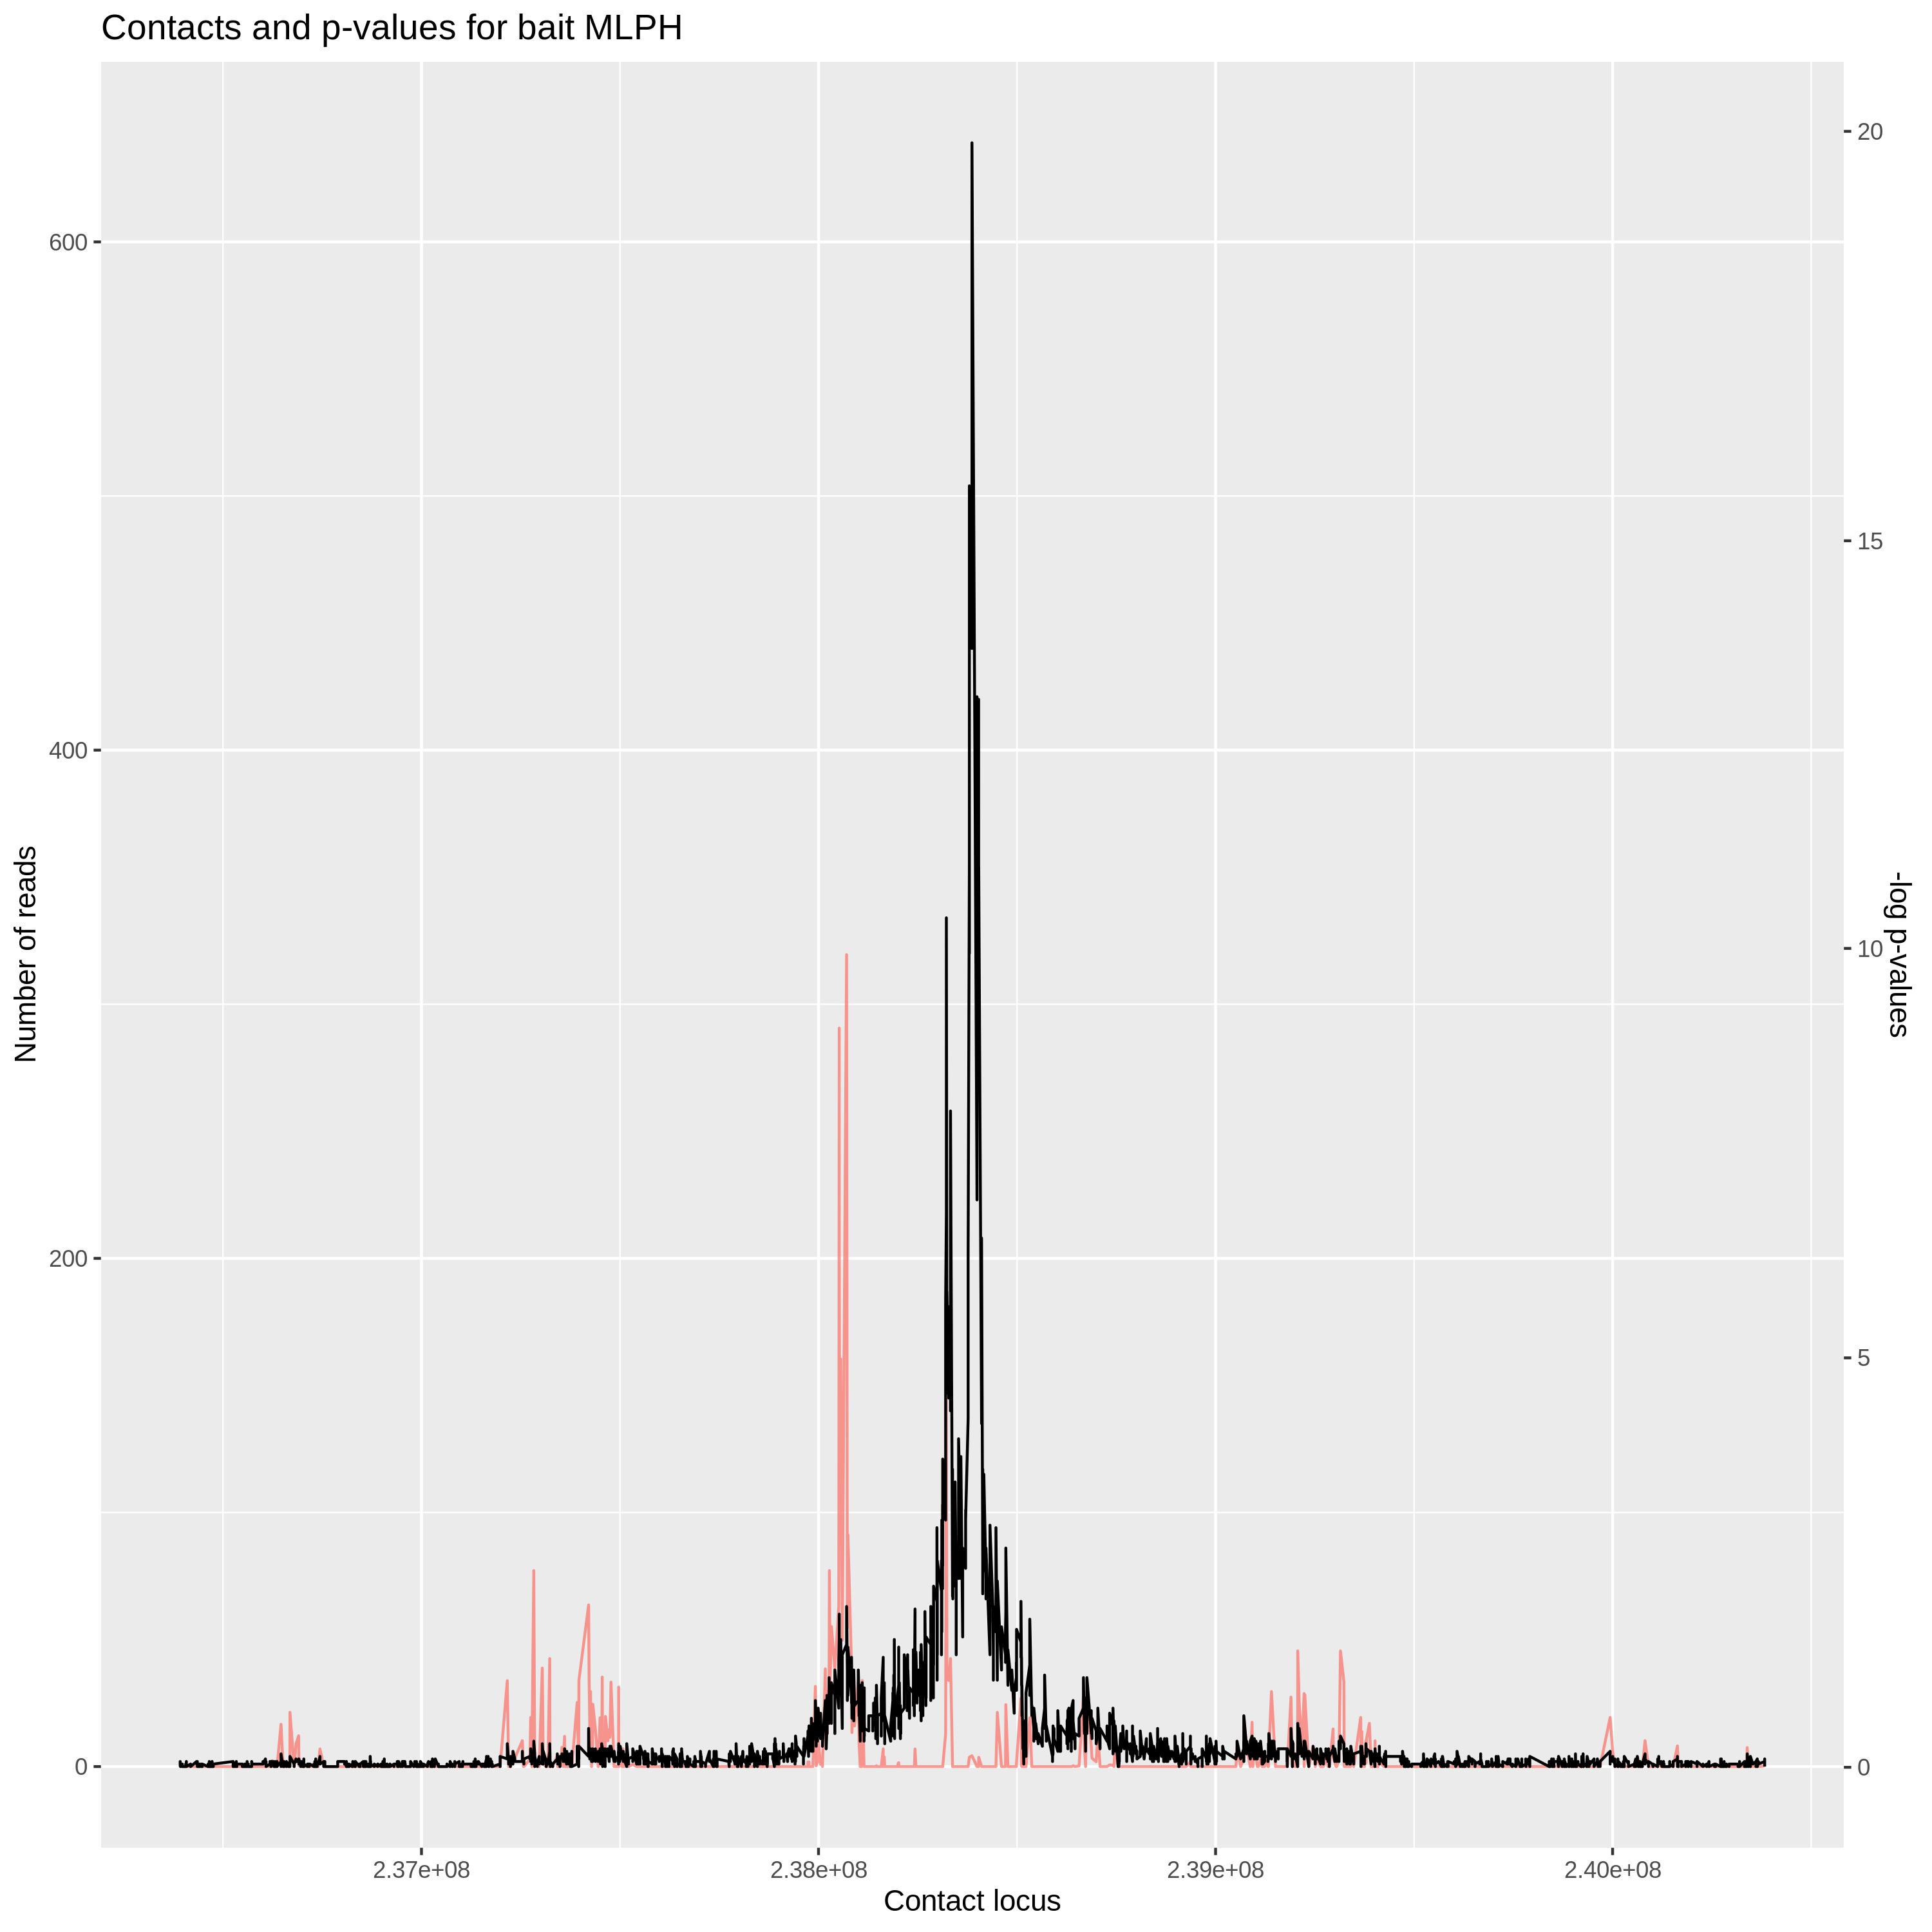 Contacts and p-values for bait MLPH
600
400
200
0
20
15
10
5
0
Number of reads
-log p-values
2.37e+08
2.38e+08
2.39e+08
2.40e+08
Contact locus